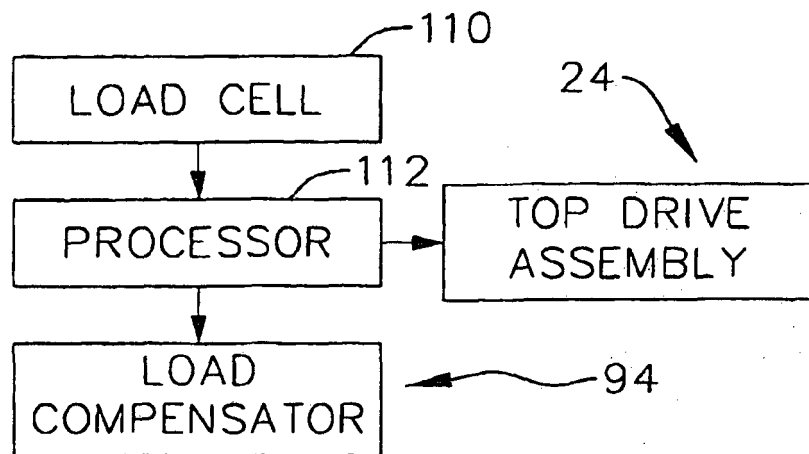 110
LOAD CELL
24
112
PROCESSOR
TOP DRIVE
ASSEMBLY
LOAD
COMPENSATOR
94